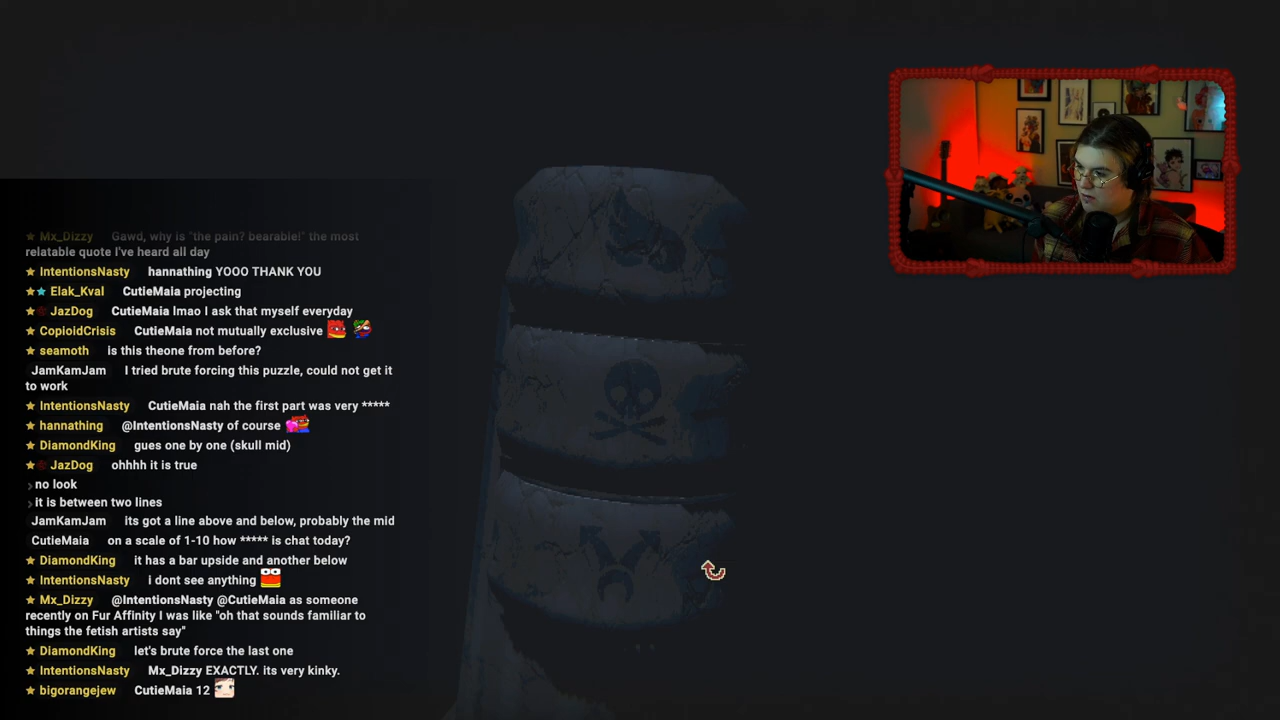 Mx_Dizzy Gawd, why is "the pain? bearable!" the most
relatable quote I've heard all day
IntentionsNasty hannathing YOOO THANK YOU
Elak_Kval CutieMaia projecting
JazDog CutieMaia lmao I ask that myself everyday
CopioidCrisis CutieMaia not mutually exclusive
seamoth is this theone from before?
JamKamJam I tried brute forcing this puzzle, could not get it
to work
IntentionsNasty CutieMaia nah the first part was very *****
hannathing @IntentionsNasty of course
DiamondKing gues one by one (skull mid)
JazDog ohhhh it is true
no look
it is between two lines
JamKamJam its got a line above and below, probably the mid
CutieMaia on a scale of 1-10 how ***** is chat today?
DiamondKing it has a bar upside and another below
IntentionsNasty i dont see anything
Mx_Dizzy @IntentionsNasty @CutieMaia as someone
recently on Fur Affinity I was like "oh that sounds familiar to
things the fetish artists say"
DiamondKing let's brute force the last one
IntentionsNasty Mx_Dizzy EXACTLY. its very kinky.
bigorangejew CutieMaia 12